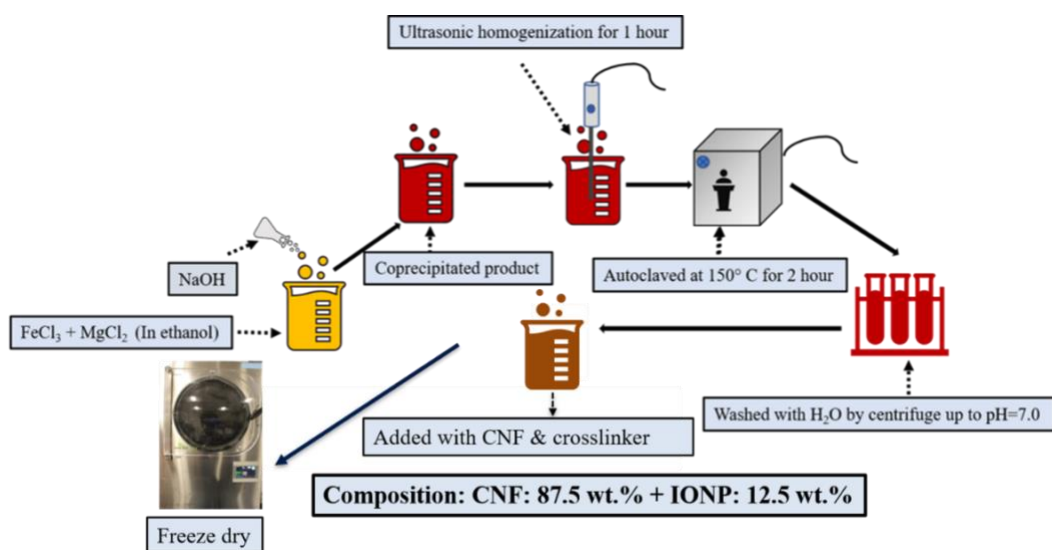 Ultrasonic homogenization for 1 hour
NaOH
Coprecipitated product
Autoclaved at 150° C for 2 hour
FeCl₃ + MgCl₂ (In ethanol)
Washed with H₂O by centrifuge up to pH=7.0
Added with CNF & crosslinker
Composition: CNF: 87.5 wt.% + IONP: 12.5 wt.%
Freeze dry